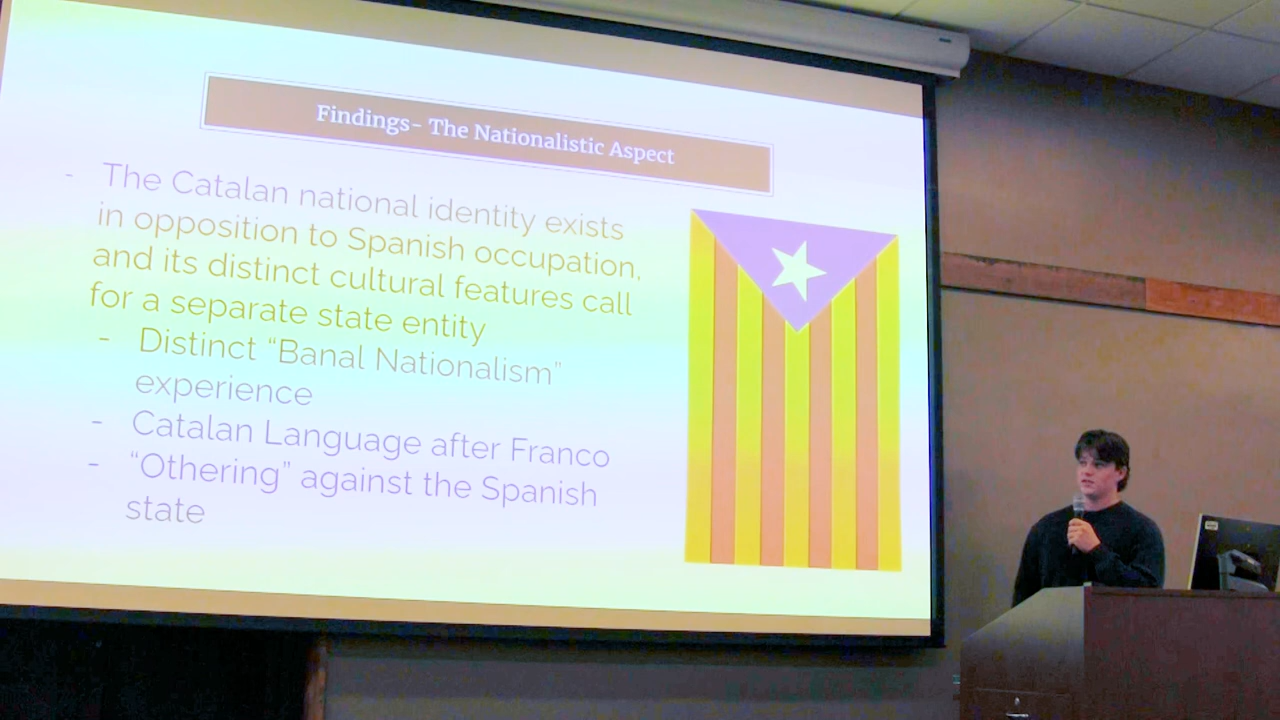 Findings- The Nationalistic Aspect
- The Catalan national identity exists
in opposition to Spanish occupation,
and its distinct cultural features call
for a separate state entity
- Distinct “Banal Nationalism”
experience
- Catalan Language after Franco
- “Othering” against the Spanish
state